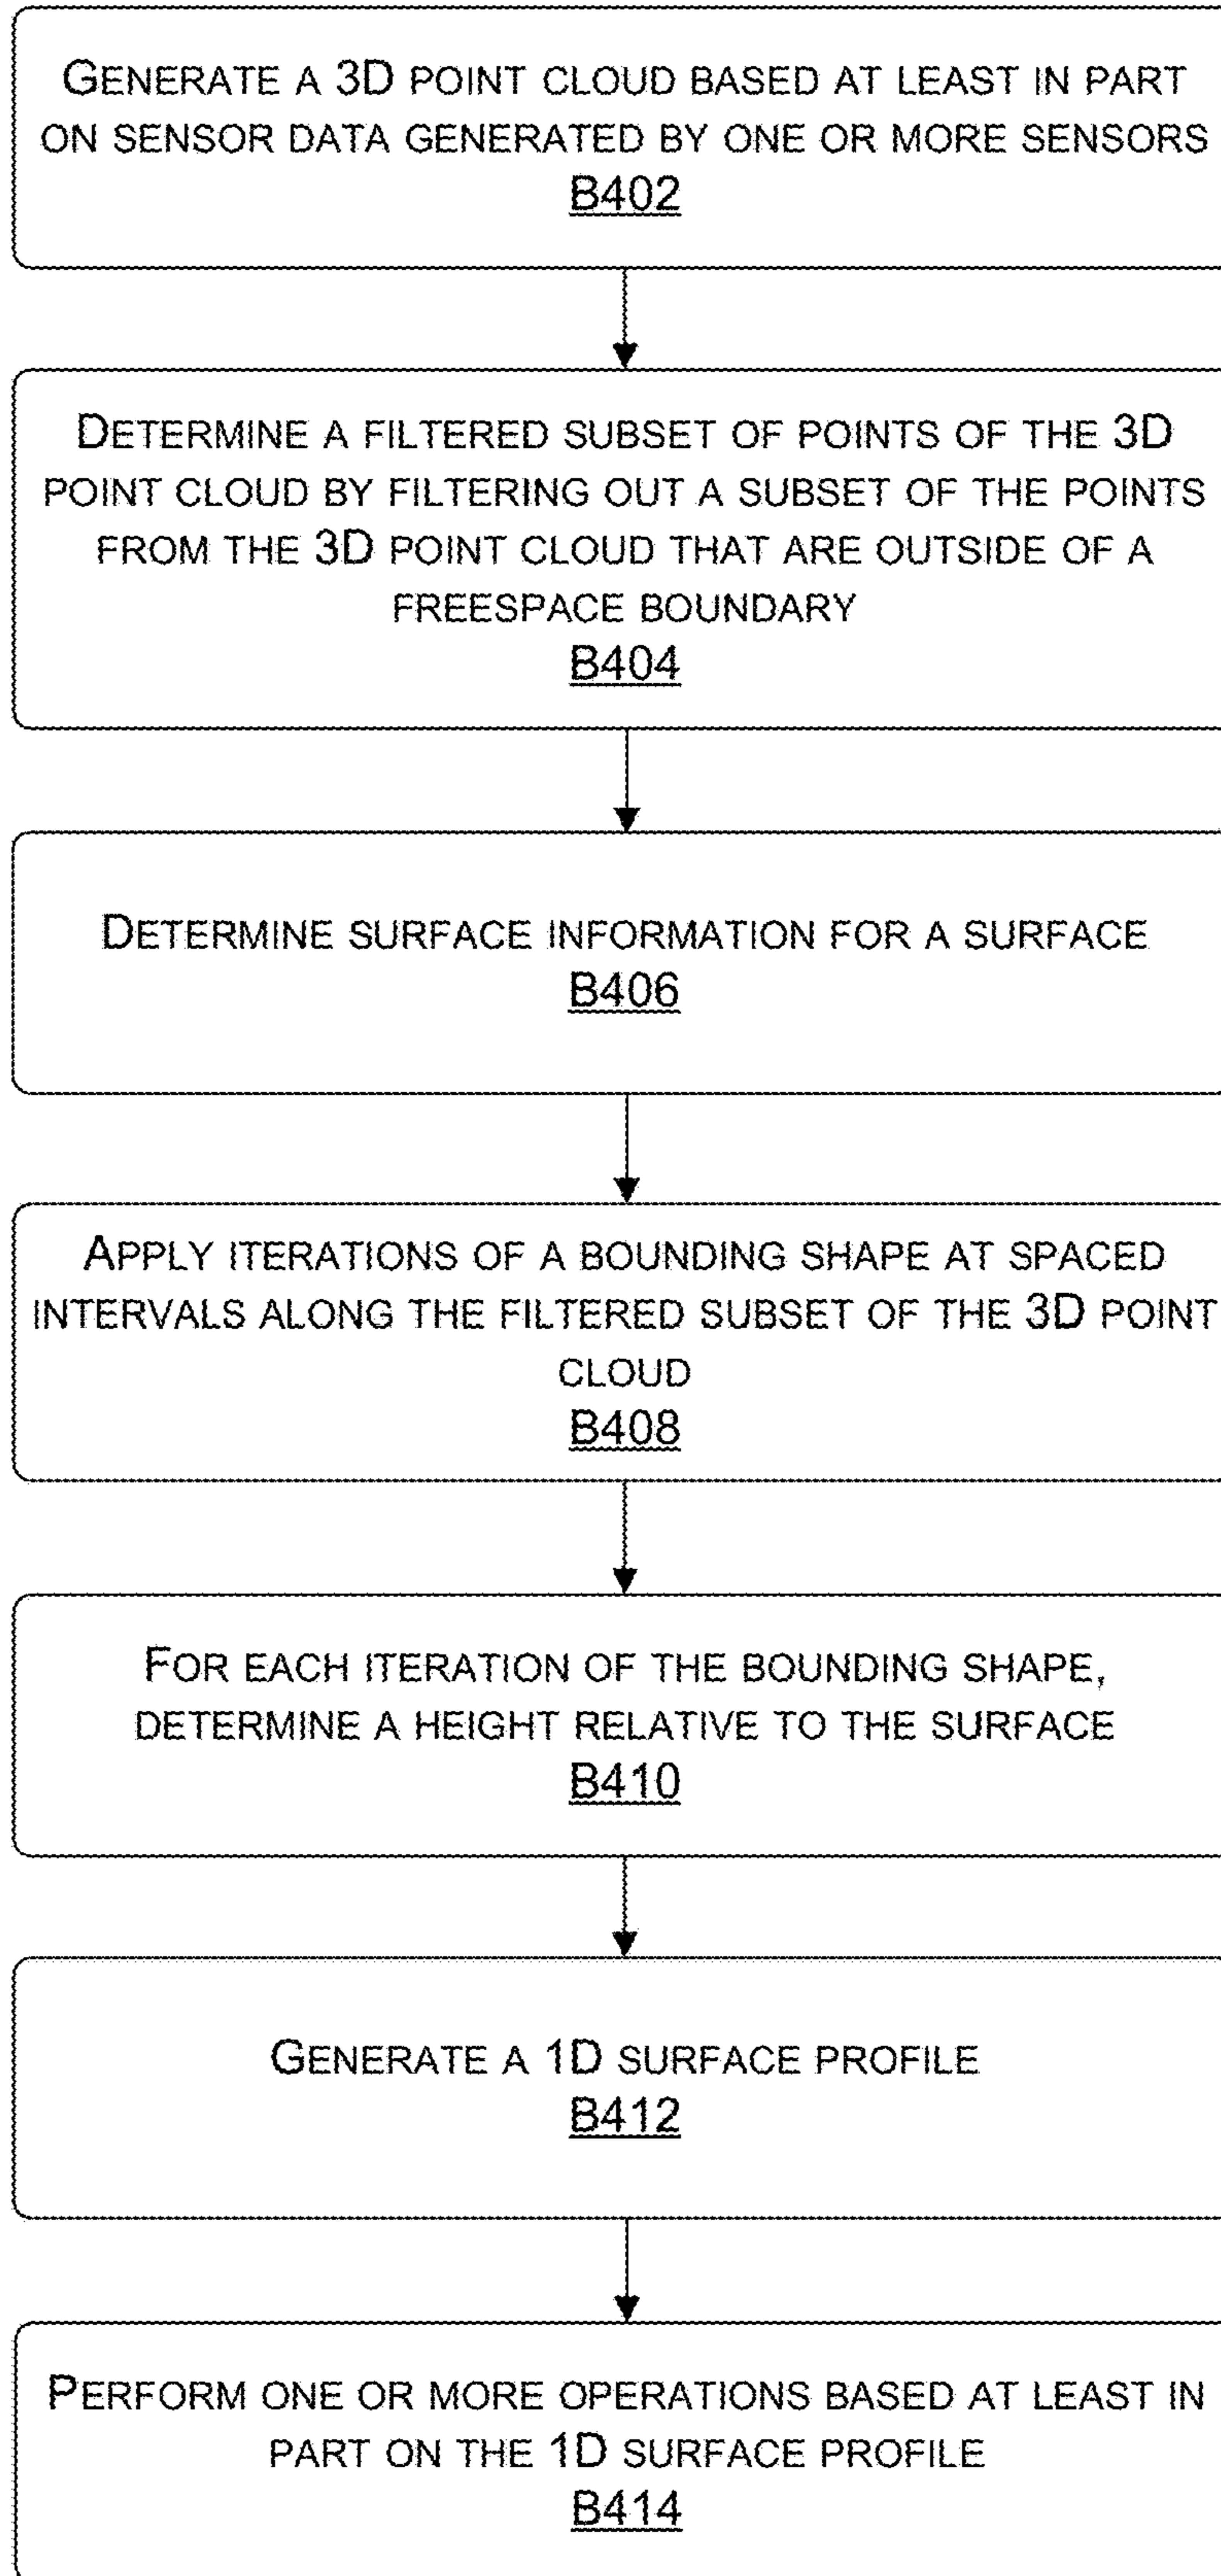 GENERATE A 3D POINT CLOUD BASED AT LEAST IN PART
ON SENSOR DATA GENERATED BY ONE OR MORE SENSORS
B402
DETERMINE A FILTERED SUBSET OF POINTS OF THE 3D
POINT CLOUD BY FILTERING OUT A SUBSET OF THE POINTS
FROM THE 3D POINT CLOUD THAT ARE OUTSIDE OF A
FREESPACE BOUNDARY
B404
DETERMINE SURFACE INFORMATION FOR A SURFACE
B406
APPLY ITERATIONS OF A BOUNDING SHAPE AT SPACED
INTERVALS ALONG THE FILTERED SUBSET OF THE 3D POINT
CLOUD
B408
FOR EACH ITERATION OF THE BOUNDING SHAPE,
DETERMINE A HEIGHT RELATIVE TO THE SURFACE
B410
GENERATE A 1D SURFACE PROFILE
B412
PERFORM ONE OR MORE OPERATIONS BASED AT LEAST IN
PART ON THE 1D SURFACE PROFILE
B414